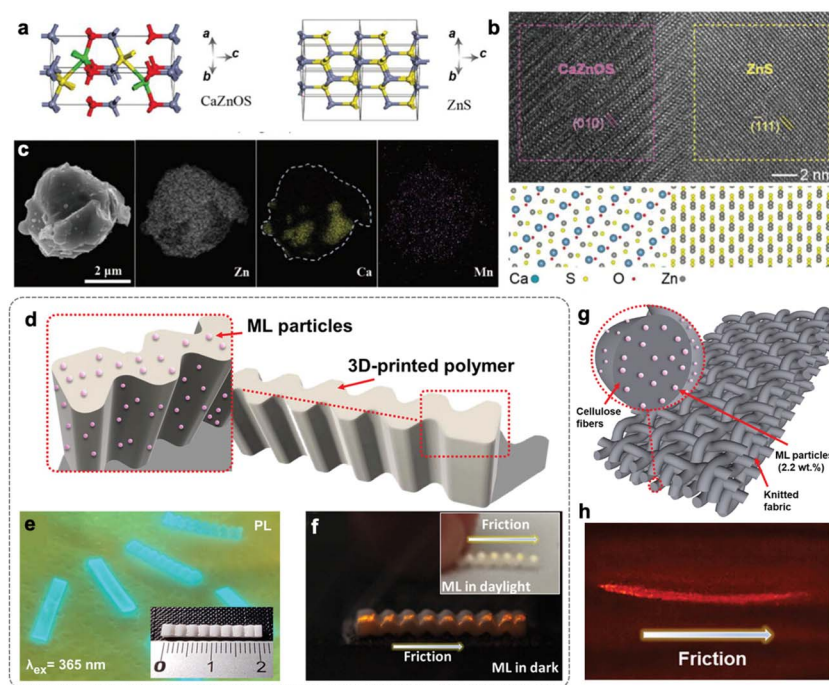 a
a
c
b
CaZnOS
a
c
b
ZnS
b
CaZnOS
ZnS
(010)
(1̄11)
2 nm
Ca S O Zn
c
2 µm
Zn
Ca
Mn
d
ML particles
3D-printed polymer
e
PL
λex= 365 nm
0 1 2
f
Friction
ML in daylight
Friction
ML in dark
g
Cellulose
fibers
ML particles
(2.2 wt.%)
Knitted
fabric
h
Friction